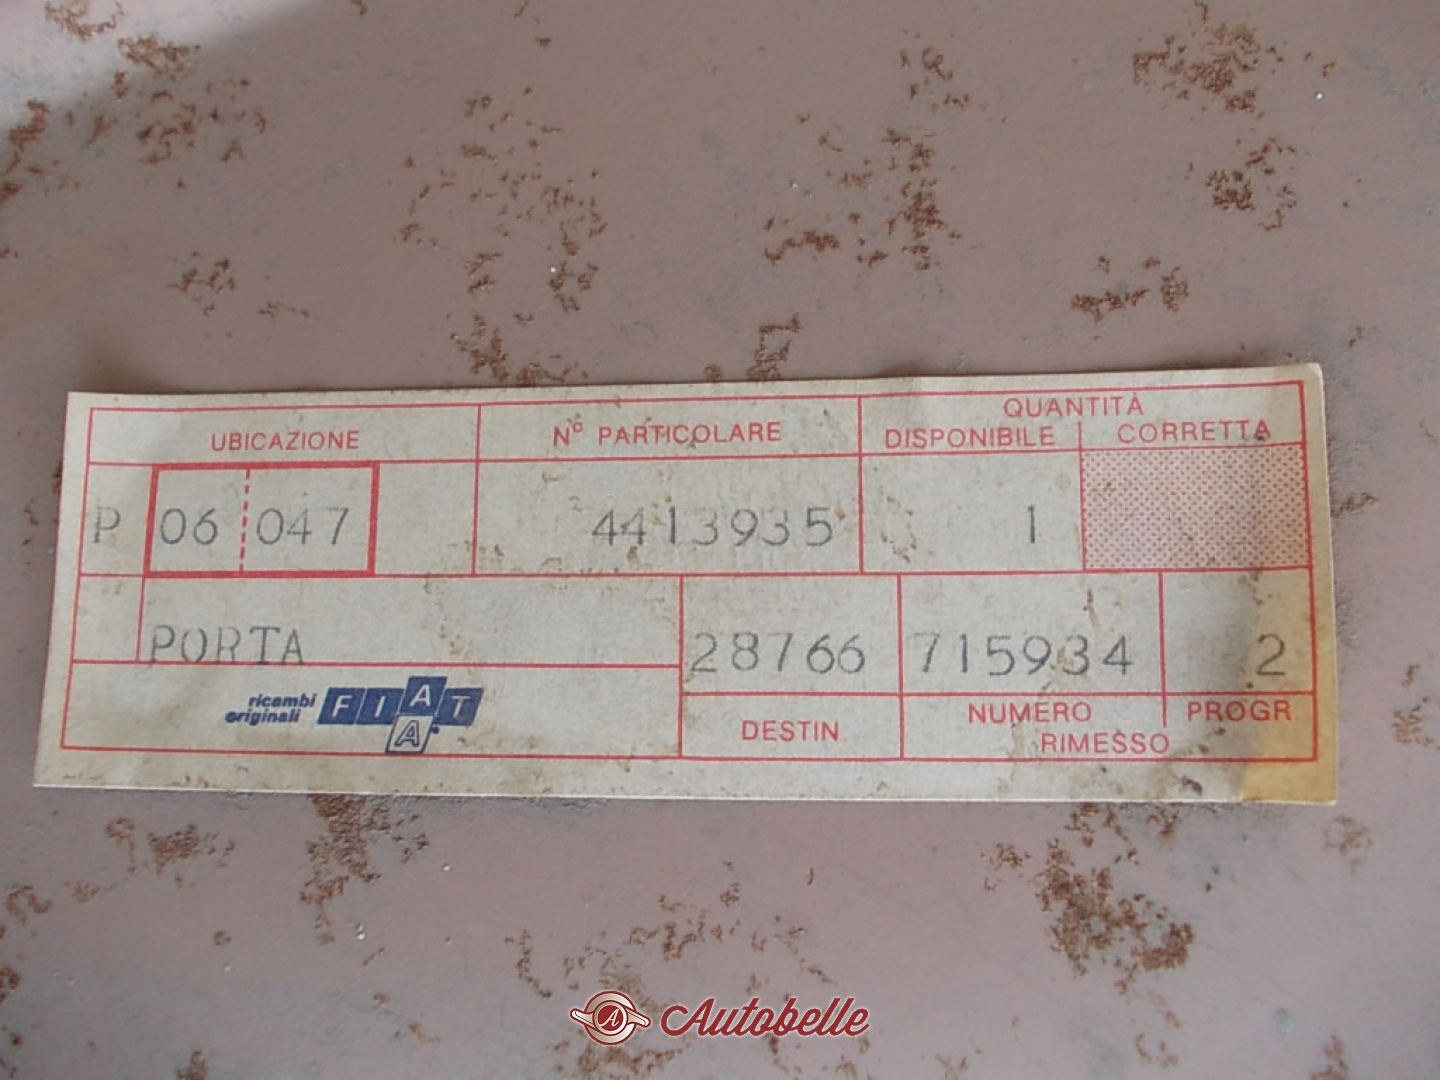 UBICAZIONE
Nº PARTICOLARE
QUANTITÀ
DISPONIBILE
CORRETTA
P 06 047
4413935
1
PORTA
28766
715934
2
ricambi
originali
FIAT
A
DESTIN
NUMERO
RIMESSO
PROGR
A Autobelle